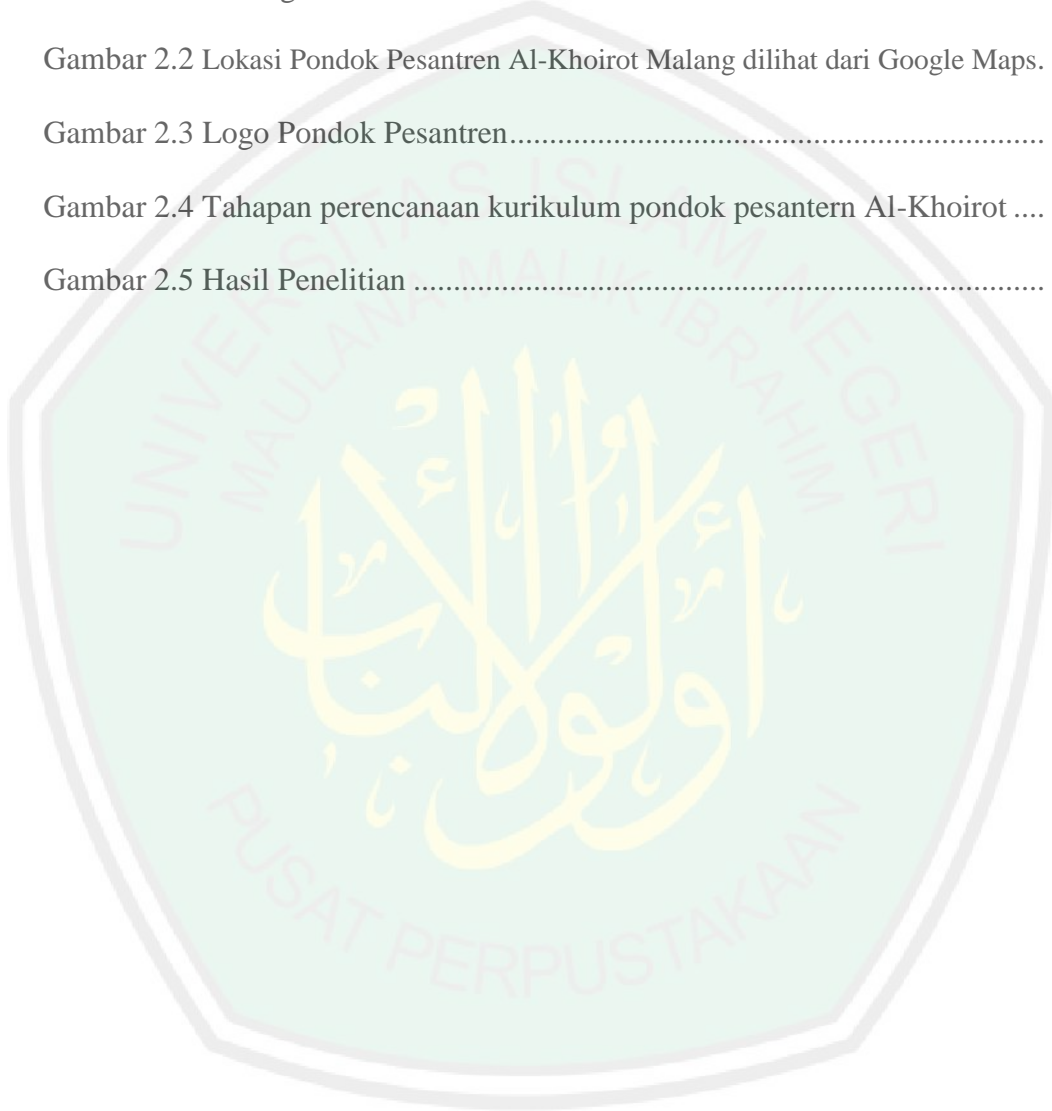 Gambar 2.2 Lokasi Pondok Pesantren Al-Khoirot Malang dilihat dari Google Maps.
Gambar 2.3 Logo Pondok Pesantren...................................................................
Gambar 2.4 Tahapan perencanaan kurikulum pondok pesantern Al-Khoirot ....
Gambar 2.5 Hasil Penelitian ...............................................................................
UNIVERSITAS ISLAM NEGERI
MAULANA MALIK IBRAHIM
أولوا الألباب
PUSAT PERPUSTAKAAN